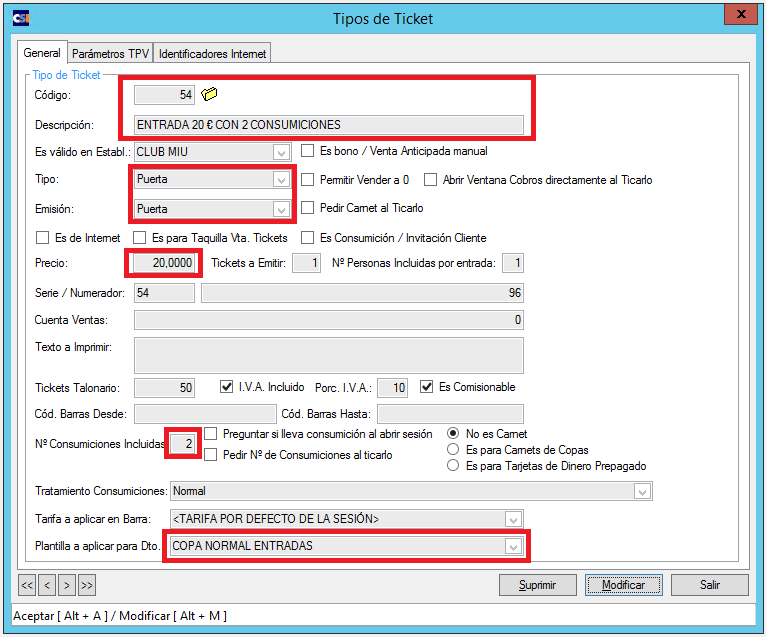 CSI
Tipos de Ticket
x
General Parámetros TPV Identificadores Internet
Tipo de Ticket
Código: 54
Descripción: ENTRADA 20 € CON 2 CONSUMICIONES
Es válido en Establ.: CLUB MIU Es bono / Venta Anticipada manual
Tipo: Puerta Permitir Vender a 0 Abrir Ventana Cobros directamente al Ticarlo
Emisión: Puerta Pedir Carnet al Ticarlo
Es de Internet Es para Taquilla Vta. Tickets Es Consumición / Invitación Cliente
Precio: 20,0000 Tickets a Emitir: 1 Nº Personas Incluidas por entrada: 1
Serie / Numerador: 54 96
Cuenta Ventas: 0
Texto a Imprimir:
Tickets Talonario: 50 I.V.A. Incluido Porc. I.V.A.: 10 Es Comisionable
Cód. Barras Desde: Cód. Barras Hasta:
Nº Consumiciones Incluidas 2 Preguntar si lleva consumición al abrir sesión No es Carnet
Pedir Nº de Consumiciones al ticarlo Es para Carnets de Copas
Es para Tarjetas de Dinero Prepagado
Tratamiento Consumiciones: Normal
Tarifa a aplicar en Barra: <TARIFA POR DEFECTO DE LA SESIÓN>
Plantilla a aplicar para Dto. COPA NORMAL ENTRADAS
<< < > >> Suprimir Modificar Salir
Aceptar [ Alt + A ] / Modificar [ Alt + M ]